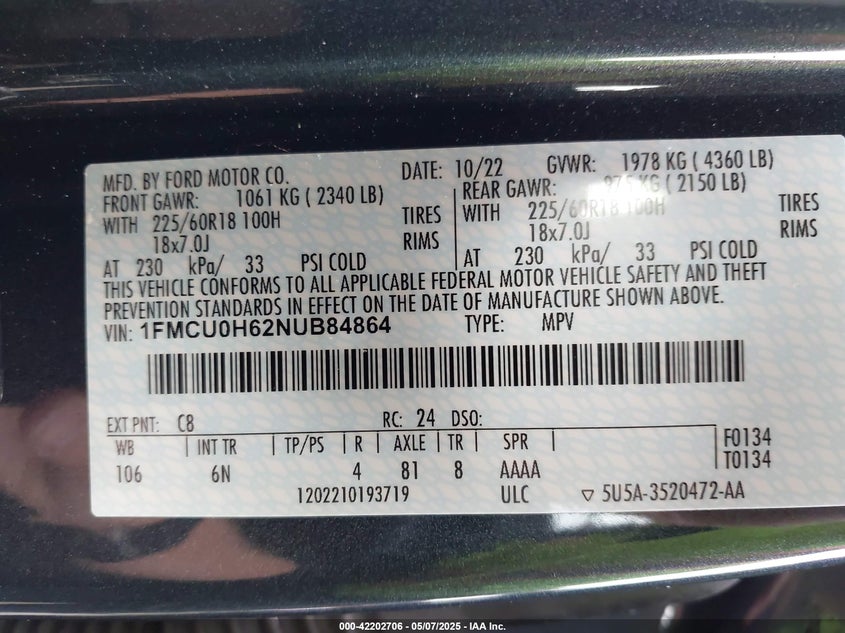 MFD. BY FORD MOTOR CO. DATE: 10/22 GVWR: 1978 KG ( 4360 LB)
FRONT GAWR: 1061 KG ( 2340 LB) REAR GAWR: 975 KG ( 2150 LB)
WITH 225/60R18 100H TIRES WITH 225/60R18 100H TIRES
18x7.0J RIMS 18x7.0J RIMS
AT 230 kPa/ 33 PSI COLD AT 230 kPa/ 33 PSI COLD
THIS VEHICLE CONFORMS TO ALL APPLICABLE FEDERAL MOTOR VEHICLE SAFETY AND THEFT
PREVENTION STANDARDS IN EFFECT ON THE DATE OF MANUFACTURE SHOWN ABOVE.
VIN: 1FMCU0H62NUB84864 TYPE: MPV
EXT PNT: C8 RC: 24 DSO:
WB INT TR TP/PS R AXLE TR SPR F0134
106 6N 4 81 8 AAAA T0134
1202210193719 ULC ▽ 5U5A-3520472-AA
000-42202706 - 05/07/2025 - IAA Inc.